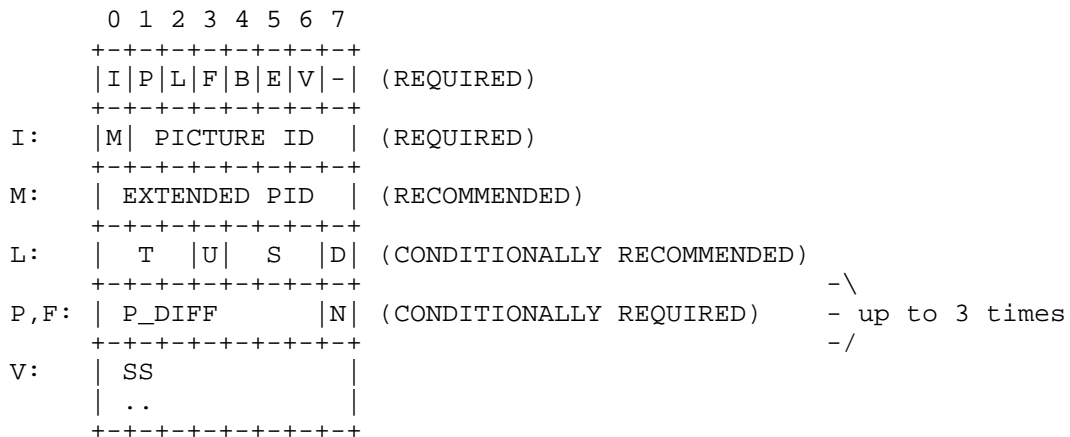 0 1 2 3 4 5 6 7
      +-+-+-+-+-+-+-+-+
      |I|P|L|F|B|E|V|-| (REQUIRED)
      +-+-+-+-+-+-+-+-+
I:    |M| PICTURE ID  | (REQUIRED)
      +-+-+-+-+-+-+-+-+
M:    | EXTENDED PID  | (RECOMMENDED)
      +-+-+-+-+-+-+-+-+
L:    |  T  |U|  S  |D| (CONDITIONALLY RECOMMENDED)
      +-+-+-+-+-+-+-+-+                              -\
P,F:  | P_DIFF      |N| (CONDITIONALLY REQUIRED)     - up to 3 times
      +-+-+-+-+-+-+-+-+                              -/
V:    | SS            |
      | ..            |
      +-+-+-+-+-+-+-+-+